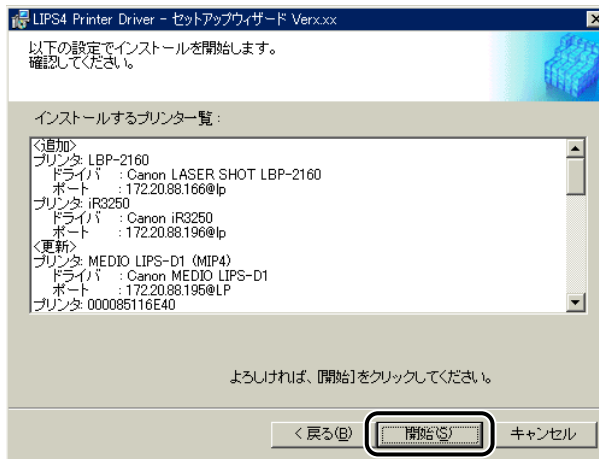 LIPS4 Printer Driver - セットアップウィザード Verx.xx
以下の設定でインストールを開始します。
確認してください。
インストールするプリンター覧:
<追加>
プリンタ: LBP-2160
ドライバ : Canon LASER SHOT LBP-2160
ポート : 172.20.88.166@lp
プリンタ: iR3250
ドライバ : Canon iR3250
ポート : 172.20.88.196@lp
<更新>
プリンタ: MEDIO LIPS-D1 (MIP4)
ドライバ : Canon MEDIO LIPS-D1
ポート : 172.20.88.195@LP
プリンタ: 000085116E40
よろしければ、[開始]をクリックしてください。
< 戻る(B) 開始(S) キャンセル